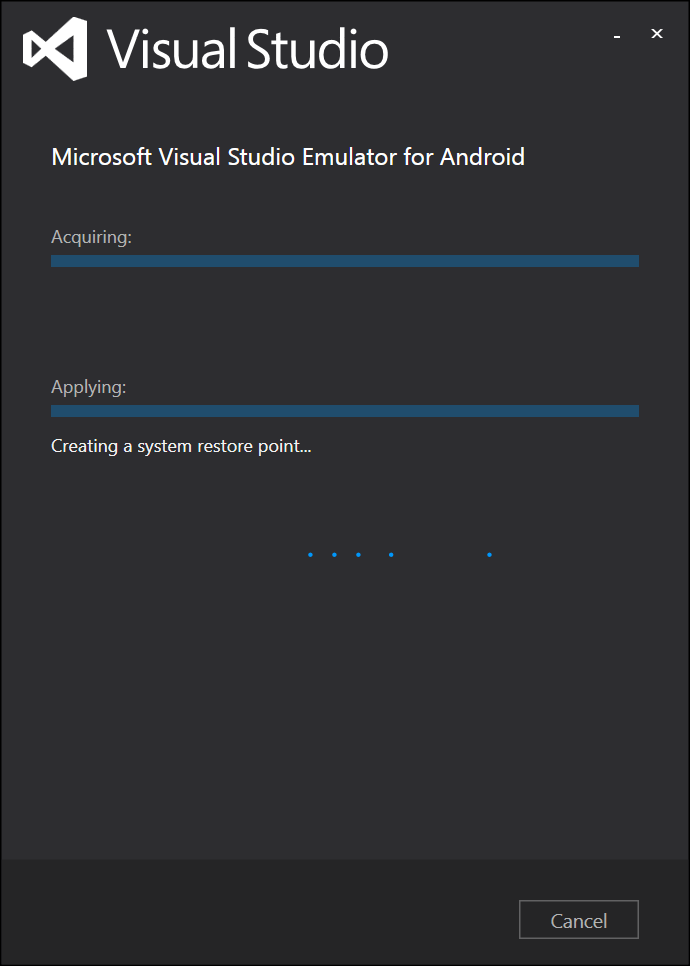 Visual Studio
Microsoft Visual Studio Emulator for Android
Acquiring:
Applying:
Creating a system restore point...
Cancel